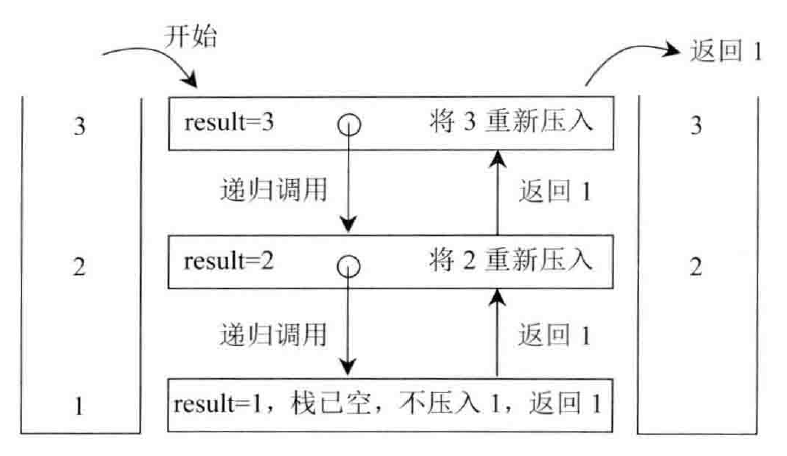 开始
返回 1
3
result=3
将 3 重新压入
3
递归调用
返回 1
2
result=2
将 2 重新压入
2
递归调用
返回 1
1
result=1，栈已空，不压入 1，返回 1